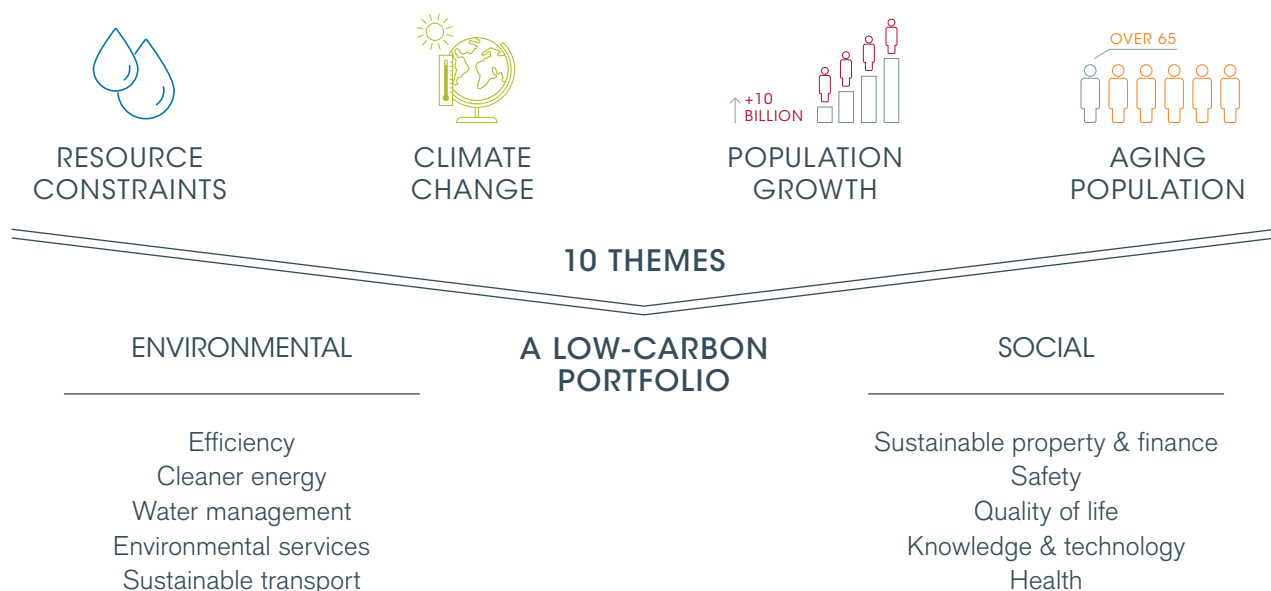 OVER 65
+10
BILLION
RESOURCE
CONSTRAINTS
CLIMATE
CHANGE
POPULATION
GROWTH
AGING
POPULATION
10 THEMES
A LOW-CARBON
PORTFOLIO
ENVIRONMENTAL
Efficiency
Cleaner energy
Water management
Environmental services
Sustainable transport
SOCIAL
Sustainable property & finance
Safety
Quality of life
Knowledge & technology
Health